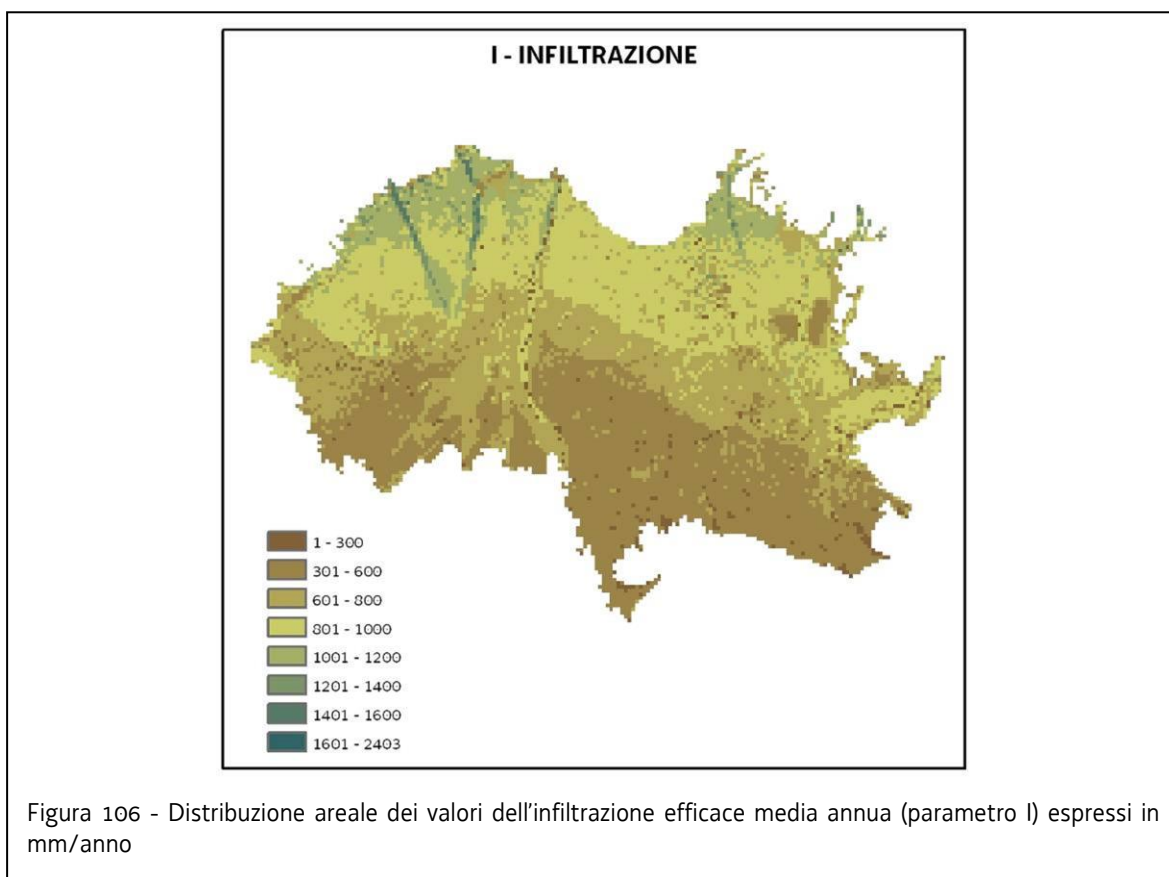 I - INFILTRAZIONE
1 - 300
301 - 600
601 - 800
801 - 1000
1001 - 1200
1201 - 1400
1401 - 1600
1601 - 2403
Figura 106 - Distribuzione areale dei valori dell'infiltrazione efficace media annua (parametro I) espressi in
mm/anno